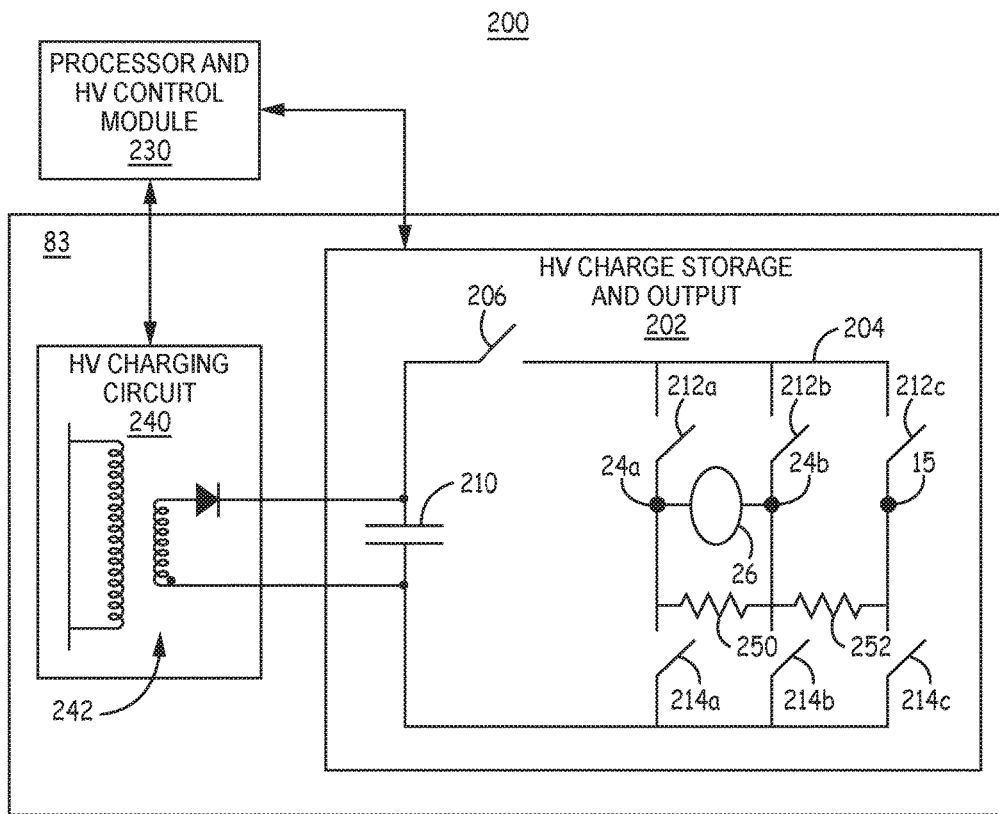 200
PROCESSOR AND
HV CONTROL
MODULE
230
83
HV CHARGE STORAGE
AND OUTPUT
202
206
204
HV CHARGING
CIRCUIT
240
212a
212b
212c
210
24a
24b
15
26
250
252
214a
214b
214c
242